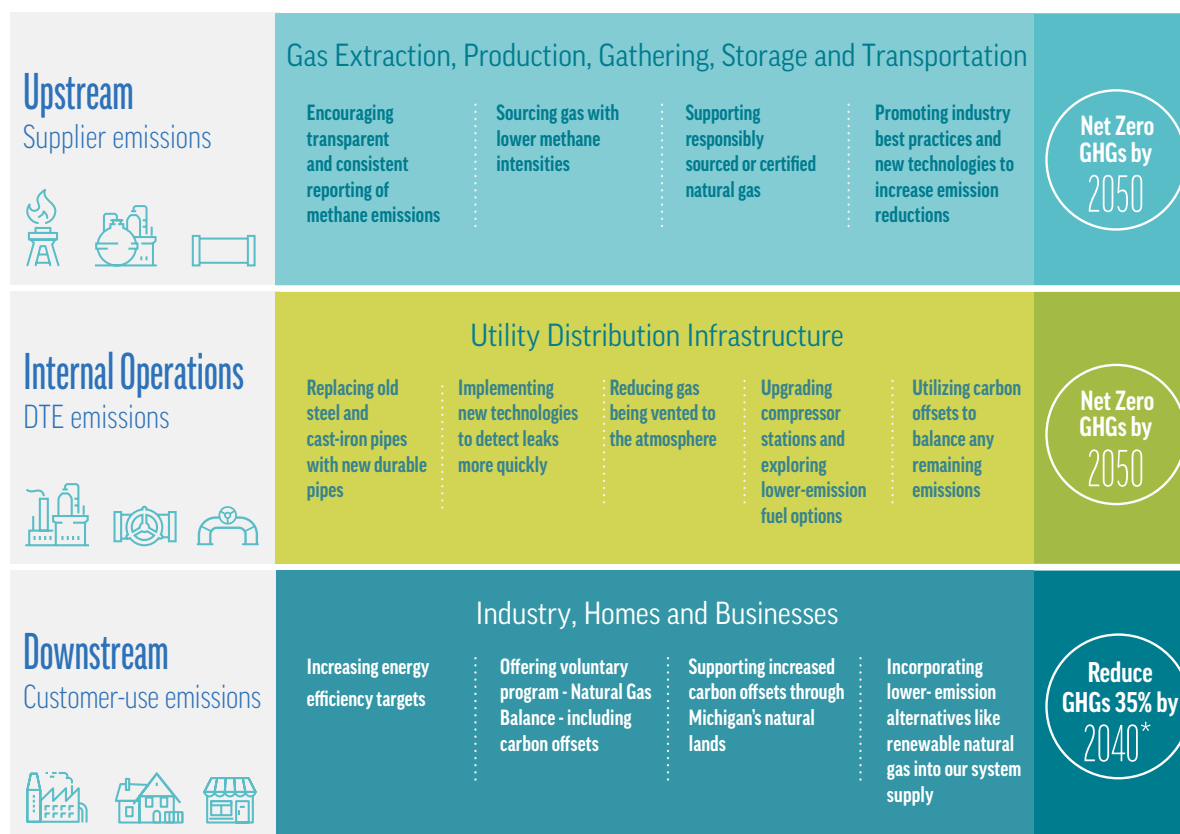 Upstream
Supplier emissions
Gas Extraction, Production, Gathering, Storage and Transportation
Encouraging
transparent
and consistent
reporting of
methane emissions
Sourcing gas with
lower methane
intensities
Supporting
responsibly
sourced or certified
natural gas
Promoting industry
best practices and
new technologies to
increase emission
reductions
Net Zero
GHGs by
2050
Internal Operations
DTE emissions
Utility Distribution Infrastructure
Replacing old
steel and
cast-iron pipes
with new durable
pipes
Implementing
new technologies
to detect leaks
more quickly
Reducing gas
being vented to
the atmosphere
Upgrading
compressor
stations and
exploring
lower-emission
fuel options
Utilizing carbon
offsets to
balance any
remaining
emissions
Net Zero
GHGs by
2050
Downstream
Customer-use emissions
Industry, Homes and Businesses
Increasing energy
efficiency targets
Offering voluntary
program - Natural Gas
Balance - including
carbon offsets
Supporting increased
carbon offsets through
Michigan's natural
lands
Incorporating
lower- emission
alternatives like
renewable natural
gas into our system
supply
Reduce
GHGs 35% by
2040*